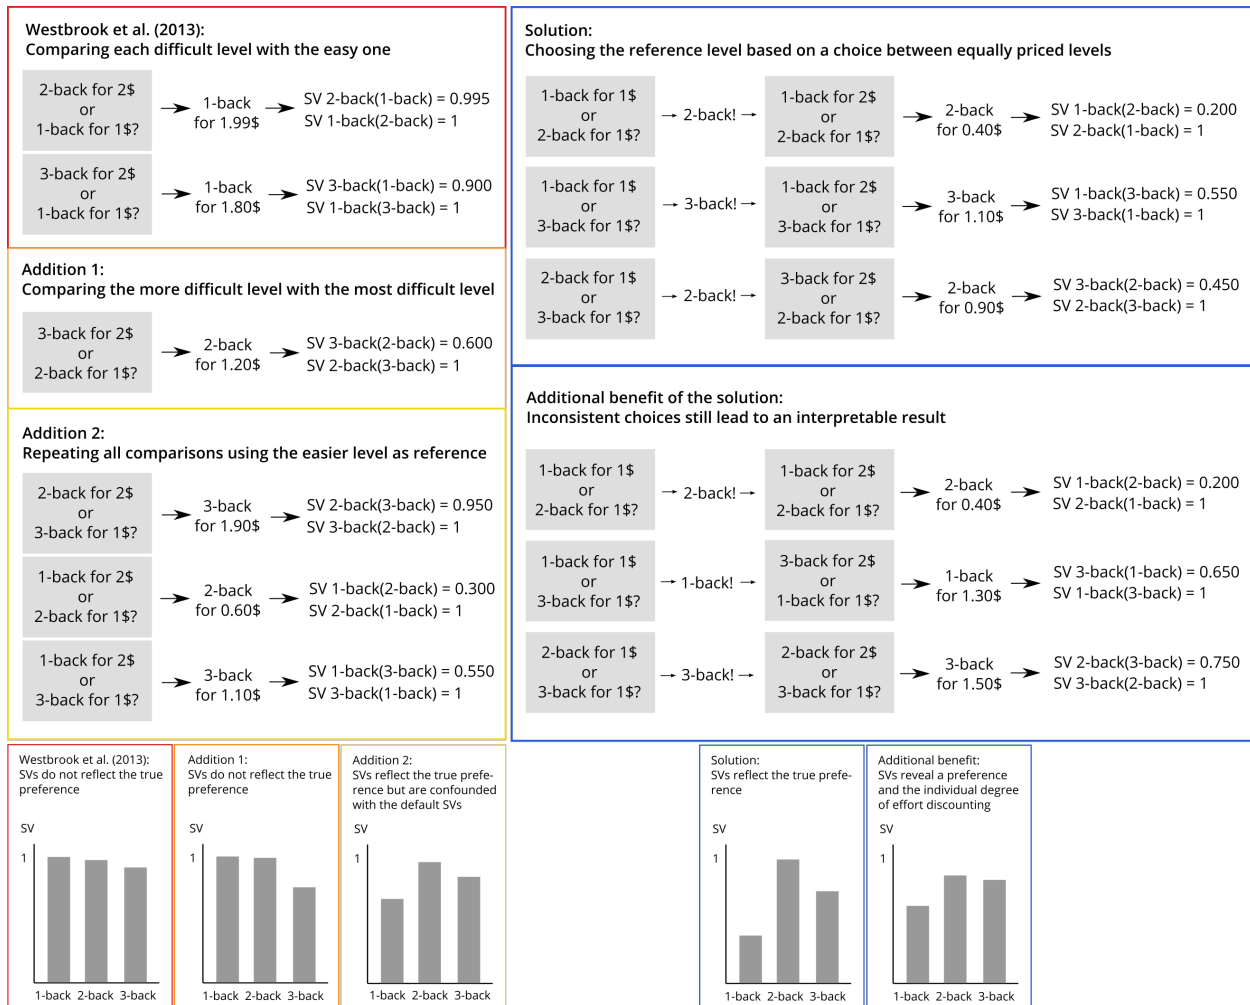 Westbrook et al. (2013):
Comparing each difficult level with the easy one
2-back for 2$
or
1-back for 1$?
1-back
for 1.99$
SV 2-back(1-back) = 0.995
SV 1-back(2-back) = 1
3-back for 2$
or
1-back for 1$?
1-back
for 1.80$
SV 3-back(1-back) = 0.900
SV 1-back(3-back) = 1
Addition 1:
Comparing the more difficult level with the most difficult level
3-back for 2$
or
2-back for 1$?
2-back
for 1.20$
SV 3-back(2-back) = 0.600
SV 2-back(3-back) = 1
Addition 2:
Repeating all comparisons using the easier level as reference
2-back for 2$
or
3-back for 1$?
3-back
for 1.90$
SV 2-back(3-back) = 0.950
SV 3-back(2-back) = 1
1-back for 2$
or
2-back for 1$?
2-back
for 0.60$
SV 1-back(2-back) = 0.300
SV 2-back(1-back) = 1
1-back for 2$
or
3-back for 1$?
3-back
for 1.10$
SV 1-back(3-back) = 0.550
SV 3-back(1-back) = 1
Solution:
Choosing the reference level based on a choice between equally priced levels
1-back for 1$
or
2-back for 1$?
2-back!
1-back for 2$
or
2-back for 1$?
2-back
for 0.40$
SV 1-back(2-back) = 0.200
SV 2-back(1-back) = 1
1-back for 1$
or
3-back for 1$?
3-back!
1-back for 2$
or
3-back for 1$?
3-back
for 1.10$
SV 1-back(3-back) = 0.550
SV 3-back(1-back) = 1
2-back for 1$
or
3-back for 1$?
2-back!
3-back for 2$
or
2-back for 1$?
2-back
for 0.90$
SV 3-back(2-back) = 0.450
SV 2-back(3-back) = 1
Additional benefit of the solution:
Inconsistent choices still lead to an interpretable result
1-back for 1$
or
2-back for 1$?
2-back!
1-back for 2$
or
2-back for 1$?
2-back
for 0.40$
SV 1-back(2-back) = 0.200
SV 2-back(1-back) = 1
1-back for 1$
or
3-back for 1$?
1-back!
3-back for 2$
or
1-back for 1$?
1-back
for 1.30$
SV 3-back(1-back) = 0.650
SV 1-back(3-back) = 1
2-back for 1$
or
3-back for 1$?
3-back!
2-back for 2$
or
3-back for 1$?
3-back
for 1.50$
SV 2-back(3-back) = 0.750
SV 3-back(2-back) = 1
Westbrook et al. (2013):
SVs do not reflect the true
preference
SV
1
1-back 2-back 3-back
Addition 1:
SVs do not reflect the true
preference
SV
1
1-back 2-back 3-back
Addition 2:
SVs reflect the true prefe-
rence but are confounded
with the default SVs
SV
1
1-back 2-back 3-back
Solution:
SVs reflect the true prefe-
rence
SV
1
1-back 2-back 3-back
Additional benefit:
SVs reveal a preference
and the individual degree
of effort discounting
SV
1
1-back 2-back 3-back